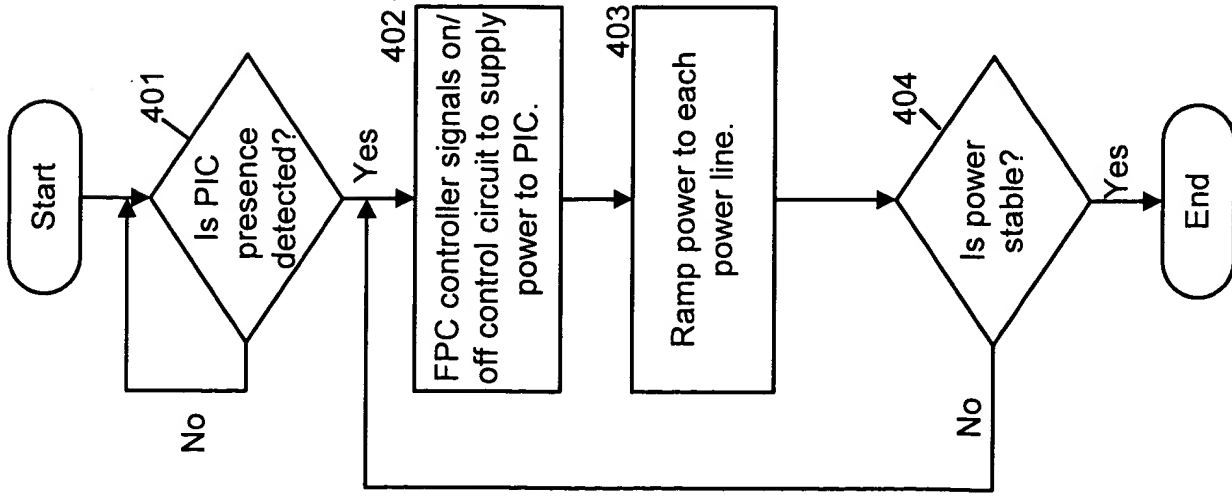 Start
401
Is PIC
presence
detected?
No
Yes
402
FPC controller signals on/
off control circuit to supply
power to PIC.
403
Ramp power to each
power line.
404
Is power
stable?
No
Yes
End